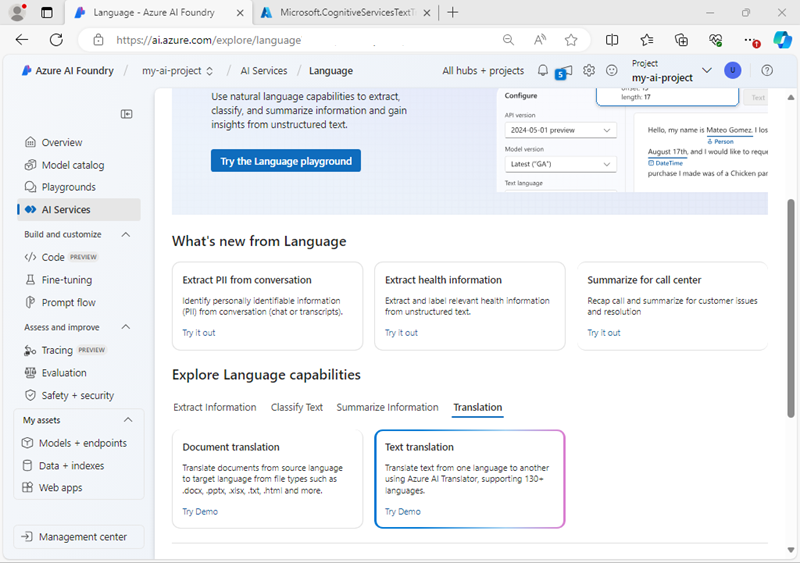 Language - Azure AI Foundry
Microsoft.CognitiveServicesTextT
https://ai.azure.com/explore/language
Azure AI Foundry / my-ai-project / AI Services / Language
All hubs + projects
5
Project
my-ai-project
U
Use natural language capabilities to extract,
classify, and summarize information and gain
insights from unstructured text.
Try the Language playground
Configure
API version
2024-05-01 preview
Model version
Latest ("GA")
Text language
length: 17
Text
Hello, my name is Mateo Gomez. I los
Person
August 17th, and I would like to reque
DateTime
purchase I made was of a Chicken par
Overview
Model catalog
Playgrounds
AI Services
Build and customize
Code PREVIEW
Fine-tuning
Prompt flow
Assess and improve
Tracing PREVIEW
Evaluation
Safety + security
My assets
Models + endpoints
Data + indexes
Web apps
Management center
What's new from Language
Extract PII from conversation
Identify personally identifiable information
(PII) from conversation (chat or transcripts).
Try it out
Extract health information
Extract and label relevant health information
from unstructured text.
Try it out
Summarize for call center
Recap call and summarize for customer issues
and resolution
Try it out
Explore Language capabilities
Extract Information
Classify Text
Summarize Information
Translation
Document translation
Translate documents from source language
to target language from file types such as
.docx, .pptx, .xlsx, .txt, .html and more.
Try Demo
Text translation
Translate text from one language to another
using Azure AI Translator, supporting 130+
languages.
Try Demo